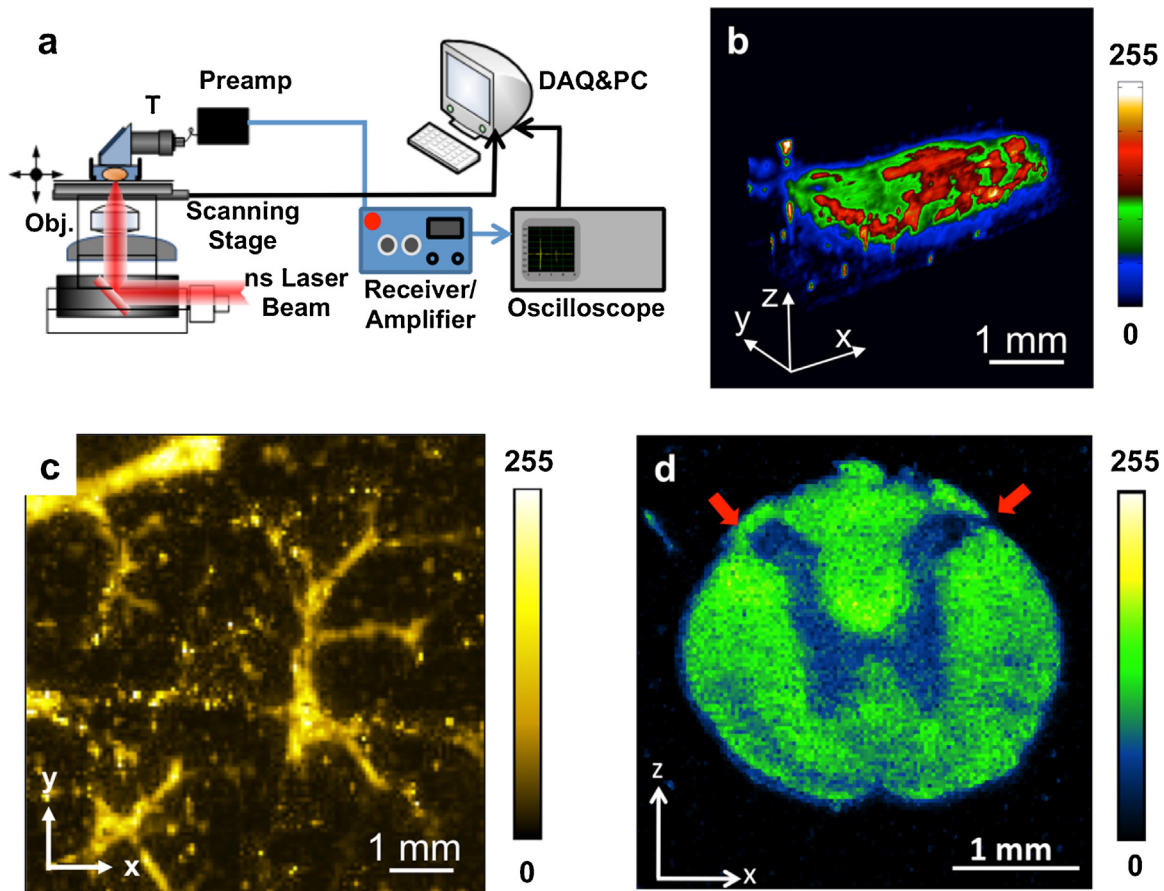 a
Preamp
T
DAQ&PC
Obj.
Scanning
Stage
ns Laser
Beam
Receiver/
Amplifier
Oscilloscope
b
255
z
y
x
1 mm
0
c
255
y
x
1 mm
0
d
255
z
x
1 mm
0